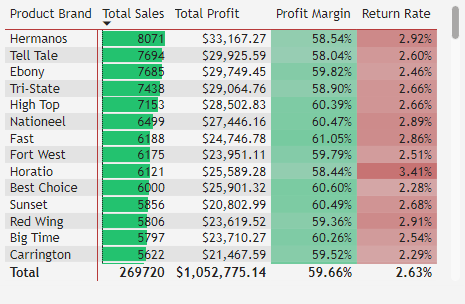 Product Brand Total Sales Total Profit Profit Margin Return Rate
Hermanos 8071 $33,167.27 58.54% 2.92%
Tell Tale 7694 $29,925.59 58.04% 2.60%
Ebony 7685 $29,749.45 59.82% 2.46%
Tri-State 7438 $29,064.76 58.90% 2.66%
High Top 7153 $28,502.83 60.39% 2.66%
Nationeel 6499 $27,446.16 60.47% 2.89%
Fast 6188 $24,746.78 61.05% 2.86%
Fort West 6175 $23,951.11 59.79% 2.51%
Horatio 6121 $25,589.28 58.44% 3.41%
Best Choice 6000 $25,901.32 60.60% 2.28%
Sunset 5856 $20,802.99 60.49% 2.68%
Red Wing 5806 $23,619.52 59.36% 2.91%
Big Time 5797 $23,710.27 60.26% 2.54%
Carrington 5622 $21,467.59 59.52% 2.29%
Total 269720 $1,052,775.14 59.66% 2.63%